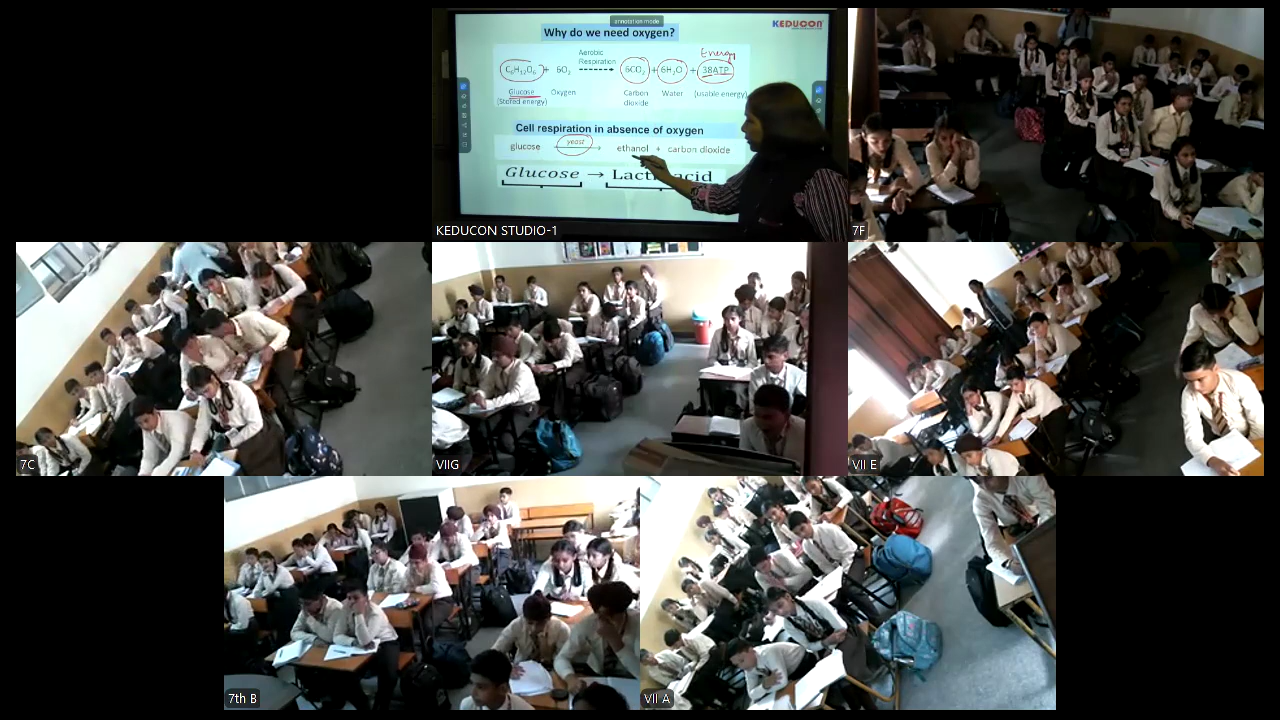 annotation mode
Why do we need oxygen?
KEDUCON
Energy
Aerobic
Respiration
C₆H₁₂O₆ + 6O₂ → 6CO₂ + 6H₂O + 38ATP
Glucose Oxygen Carbon dioxide Water (usable energy)
(Stored energy)
Cell respiration in absence of oxygen
glucose yeast → ethanol + carbon dioxide
Glucose → Lact acid
KEDUCON STUDIO-1
7F
7C
VIIG
VII E
7th B
VII A